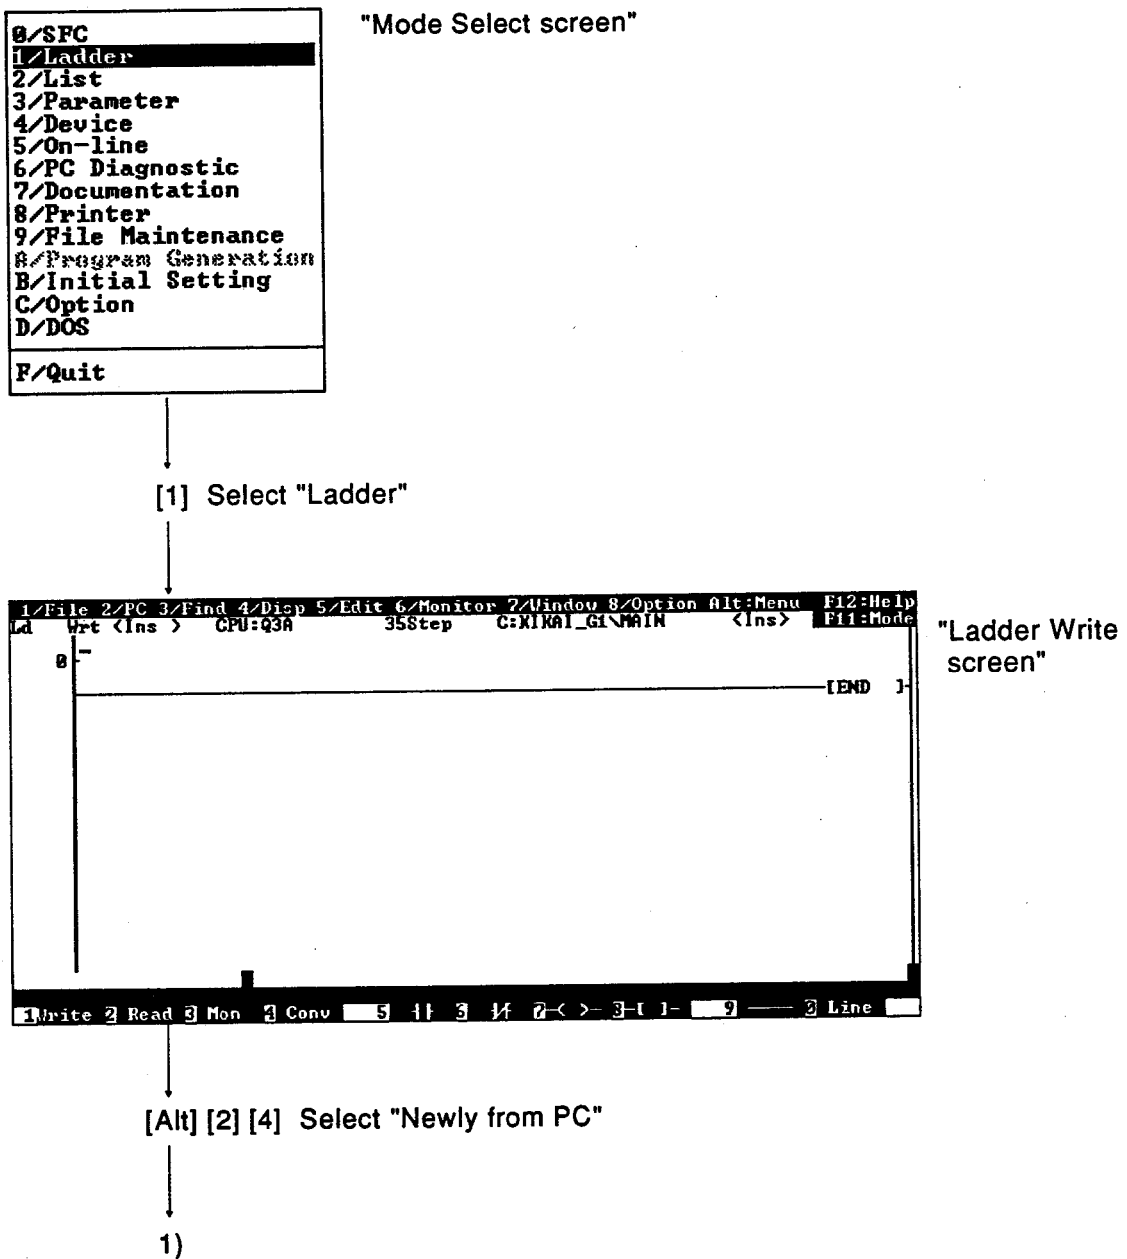 "Mode Select screen"
0/SFC
1/Ladder
2/List
3/Parameter
4/Device
5/On-line
6/PC Diagnostic
7/Documentation
8/Printer
9/File Maintenance
A/Program Generation
B/Initial Setting
C/Option
D/DOS
F/Quit
[1] Select "Ladder"
1/File 2/PC 3/Find 4/Disp 5/Edit 6/Monitor 7/Window 8/Option Alt:Menu F12:Help
Ld Wrt <Ins > CPU:Q3A 35Step C:KIKAI_G1\MAIN <Ins> F11:Mode
"Ladder Write
screen"
0
[END ]
1Write 2 Read 3 Mon 4 Conv 5 ┤├ 6 ┤/├ 7-< >- 8-[ ]- 9 ── 0 Line
[Alt] [2] [4] Select "Newly from PC"
1)